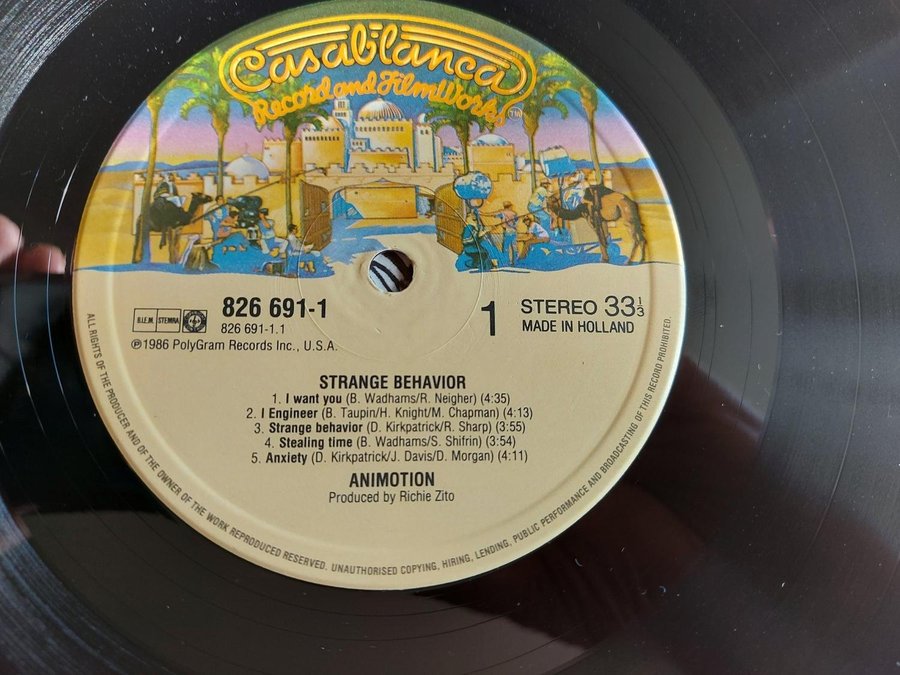 Casablanca
Record and FilmWorks TM
826 691-1
B.I.E.M. STEMRA
826 691-1.1
℗1986 PolyGram Records Inc., U.S.A.
1
STEREO 33 1/3
MADE IN HOLLAND
STRANGE BEHAVIOR
1. I want you (B. Wadhams/R. Neigher) (4:35)
2. I Engineer (B. Taupin/H. Knight/M. Chapman) (4:13)
3. Strange behavior (D. Kirkpatrick/R. Sharp) (3:55)
4. Stealing time (B. Wadhams/S. Shifrin) (3:54)
5. Anxiety (D. Kirkpatrick/J. Davis/D. Morgan) (4:11)
ANIMOTION
Produced by Richie Zito
ALL RIGHTS OF THE PRODUCER AND OF THE OWNER OF THE WORK REPRODUCED RESERVED. UNAUTHORISED COPYING, HIRING, LENDING, PUBLIC PERFORMANCE AND BROADCASTING OF THIS RECORD PROHIBITED.